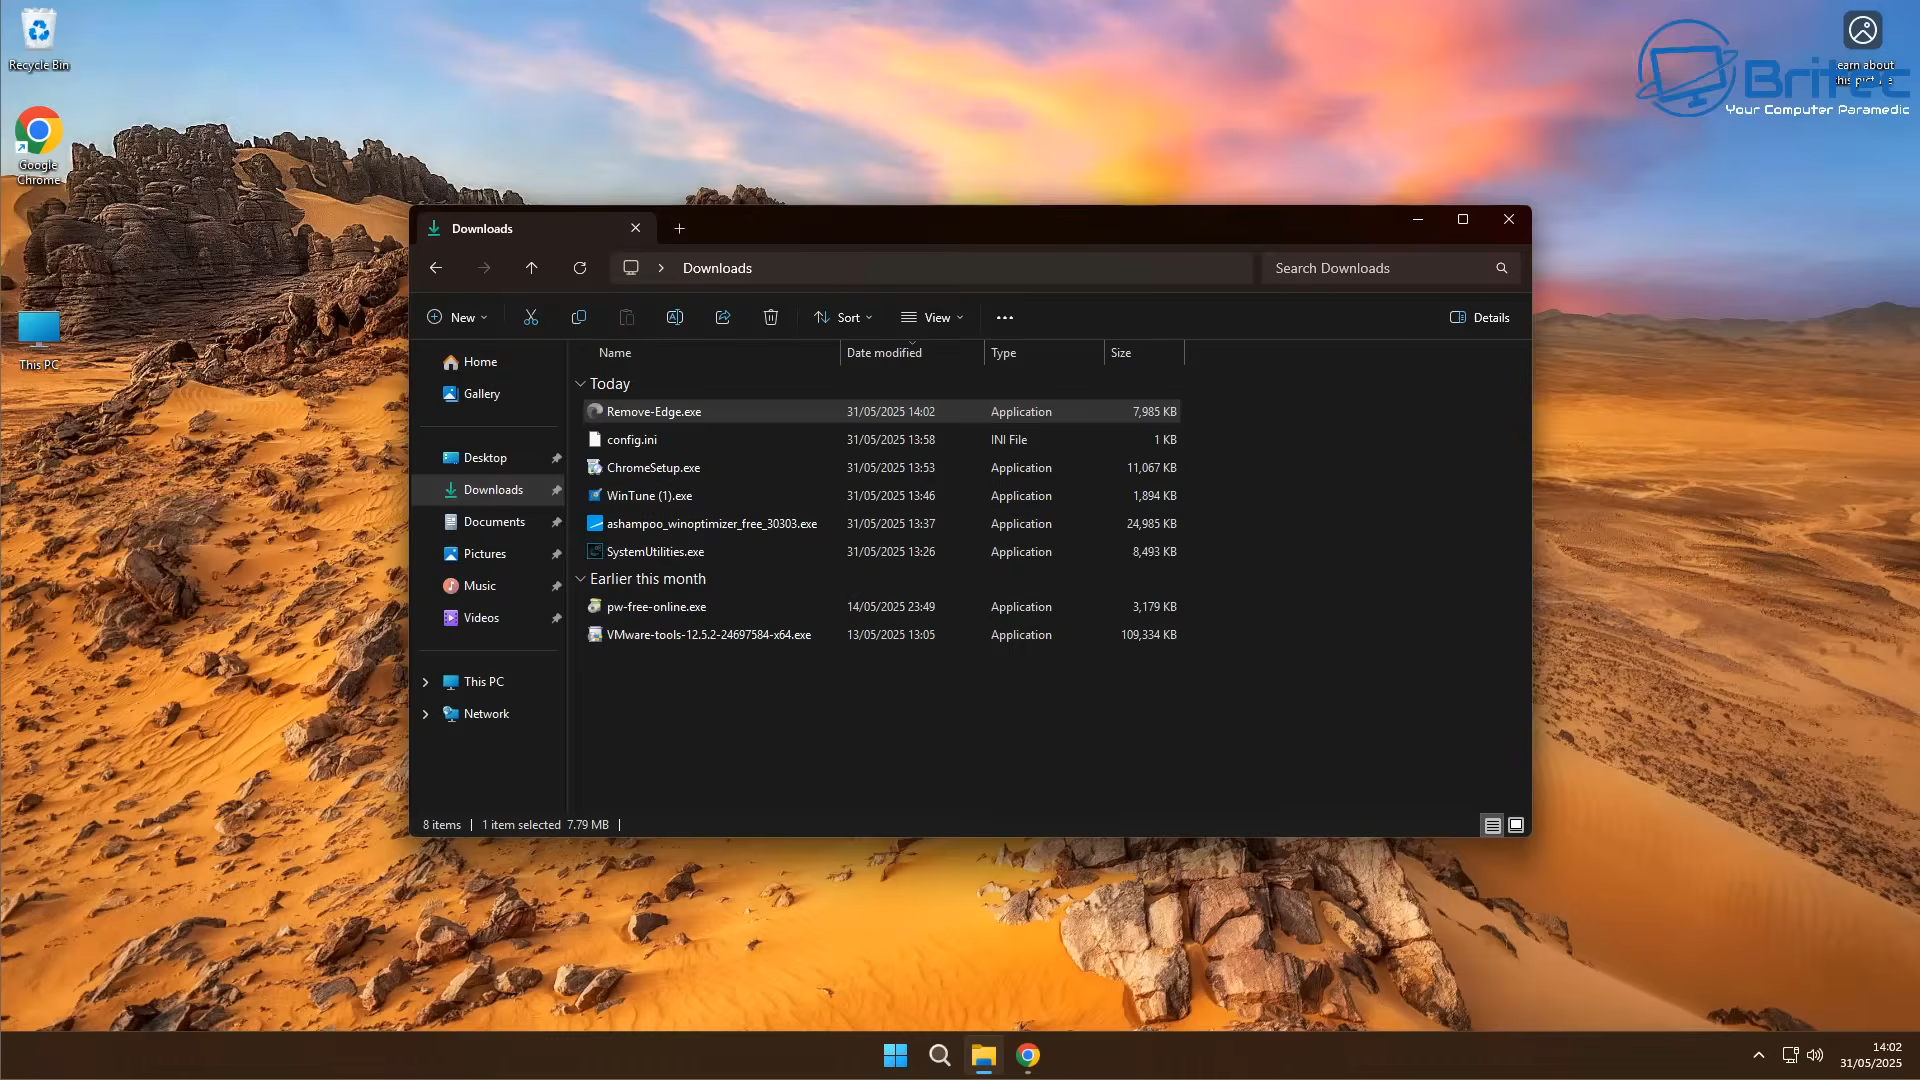 Recycle Bin
Google
Chrome
This PC
earn about
Britec
Your Computer Paramedic
Downloads
Downloads
Search Downloads
New
Sort
View
Details
Name
Date modified
Type
Size
Home
Gallery
Desktop
Downloads
Documents
Pictures
Music
Videos
This PC
Network
Today
Remove-Edge.exe 31/05/2025 14:02 Application 7,985 KB
config.ini 31/05/2025 13:58 INI File 1 KB
ChromeSetup.exe 31/05/2025 13:53 Application 11,067 KB
WinTune (1).exe 31/05/2025 13:46 Application 1,894 KB
ashampoo_winoptimizer_free_30303.exe 31/05/2025 13:37 Application 24,985 KB
SystemUtilities.exe 31/05/2025 13:26 Application 8,493 KB
Earlier this month
pw-free-online.exe 14/05/2025 23:49 Application 3,179 KB
VMware-tools-12.5.2-24697584-x64.exe 13/05/2025 13:05 Application 109,334 KB
8 items
1 item selected 7.79 MB
14:02
31/05/2025